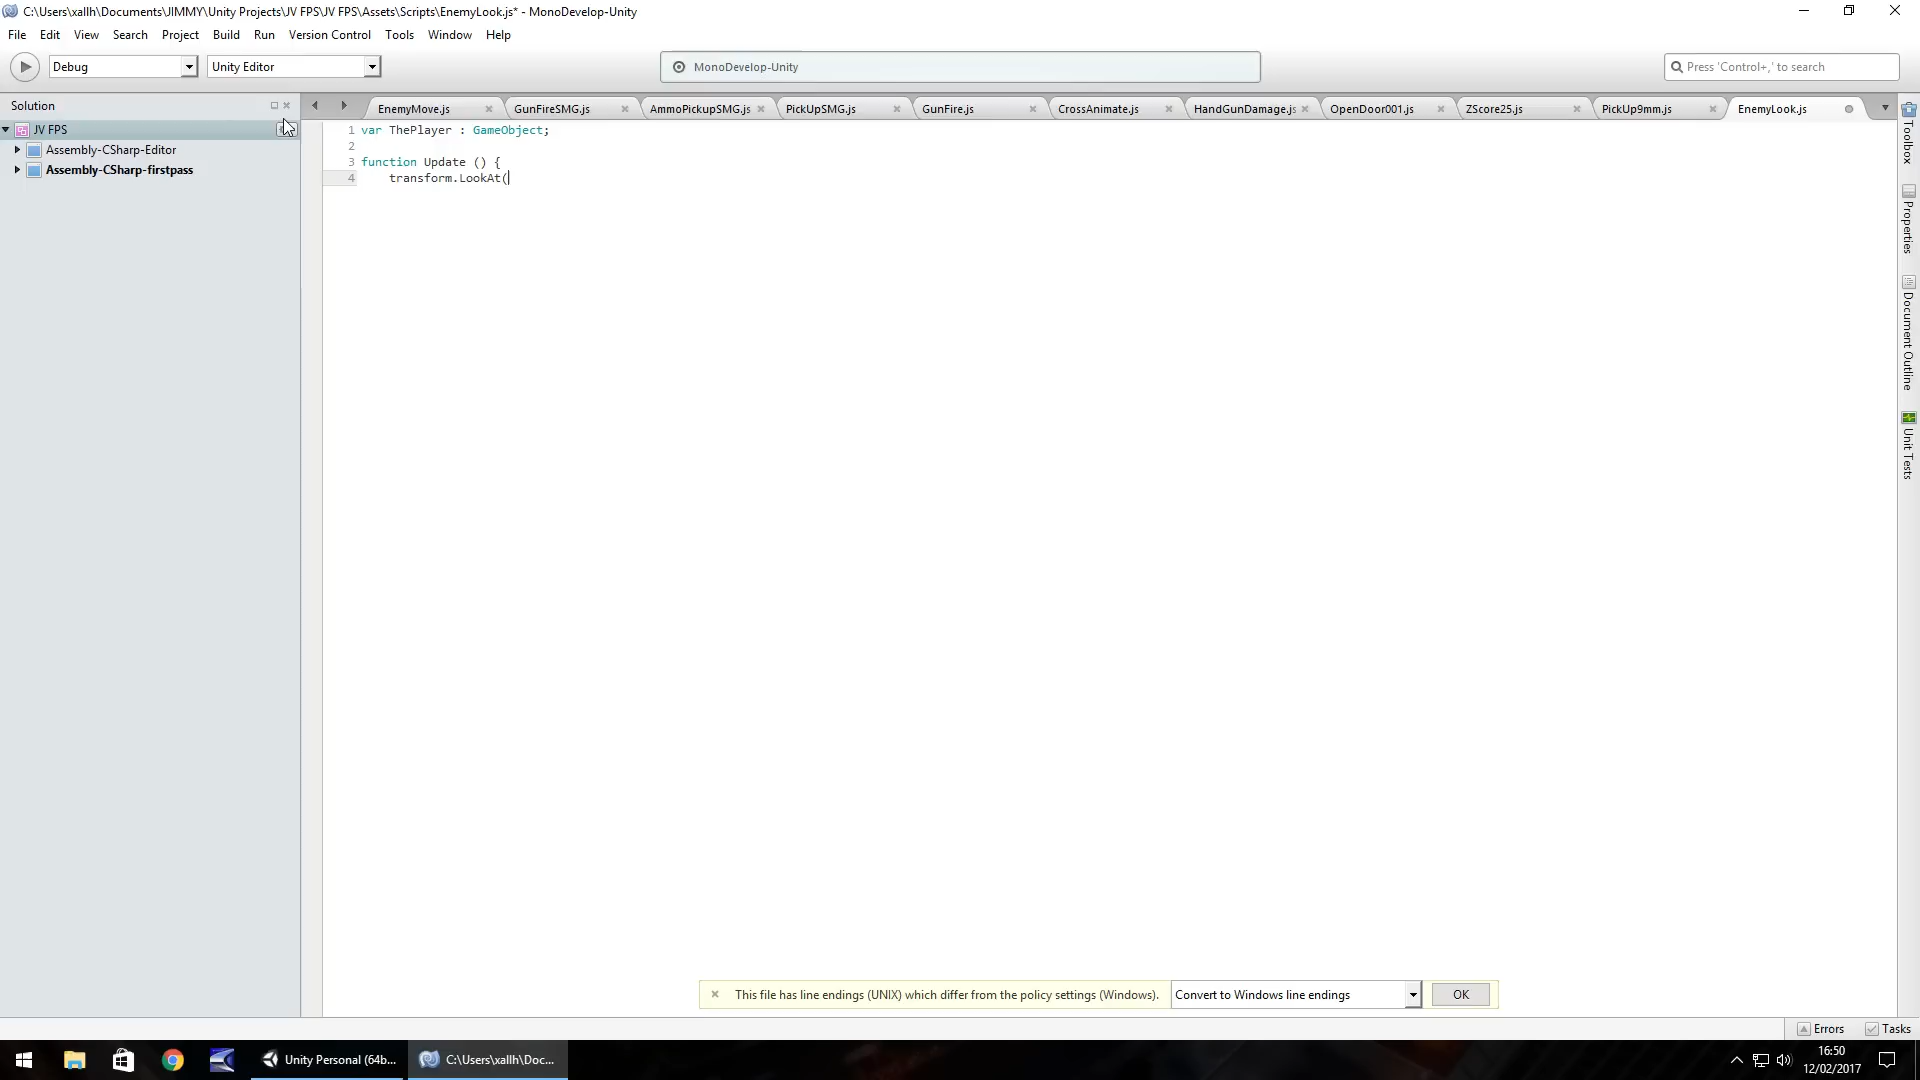 C:\Users\xallh\Documents\JIMMY\Unity Projects\JV FPS\JV FPS\Assets\Scripts\EnemyLook.js* - MonoDevelop-Unity
File Edit View Search Project Build Run Version Control Tools Window Help
Debug Unity Editor MonoDevelop-Unity Press 'Control+,' to search
Solution
EnemyMove.js GunFireSMG.js AmmoPickupSMG.js PickUpSMG.js GunFire.js CrossAnimate.js HandGunDamage.js OpenDoor001.js ZScore25.js PickUp9mm.js EnemyLook.js
JV FPS
Assembly-CSharp-Editor
Assembly-CSharp-firstpass
1 var ThePlayer : GameObject;
2
3 function Update () {
4 transform.LookAt(
Toolbox
Properties
Document Outline
Unit Tests
This file has line endings (UNIX) which differ from the policy settings (Windows). Convert to Windows line endings OK
Errors Tasks
Unity Personal (64b... C:\Users\xallh\Doc...
16:50
12/02/2017